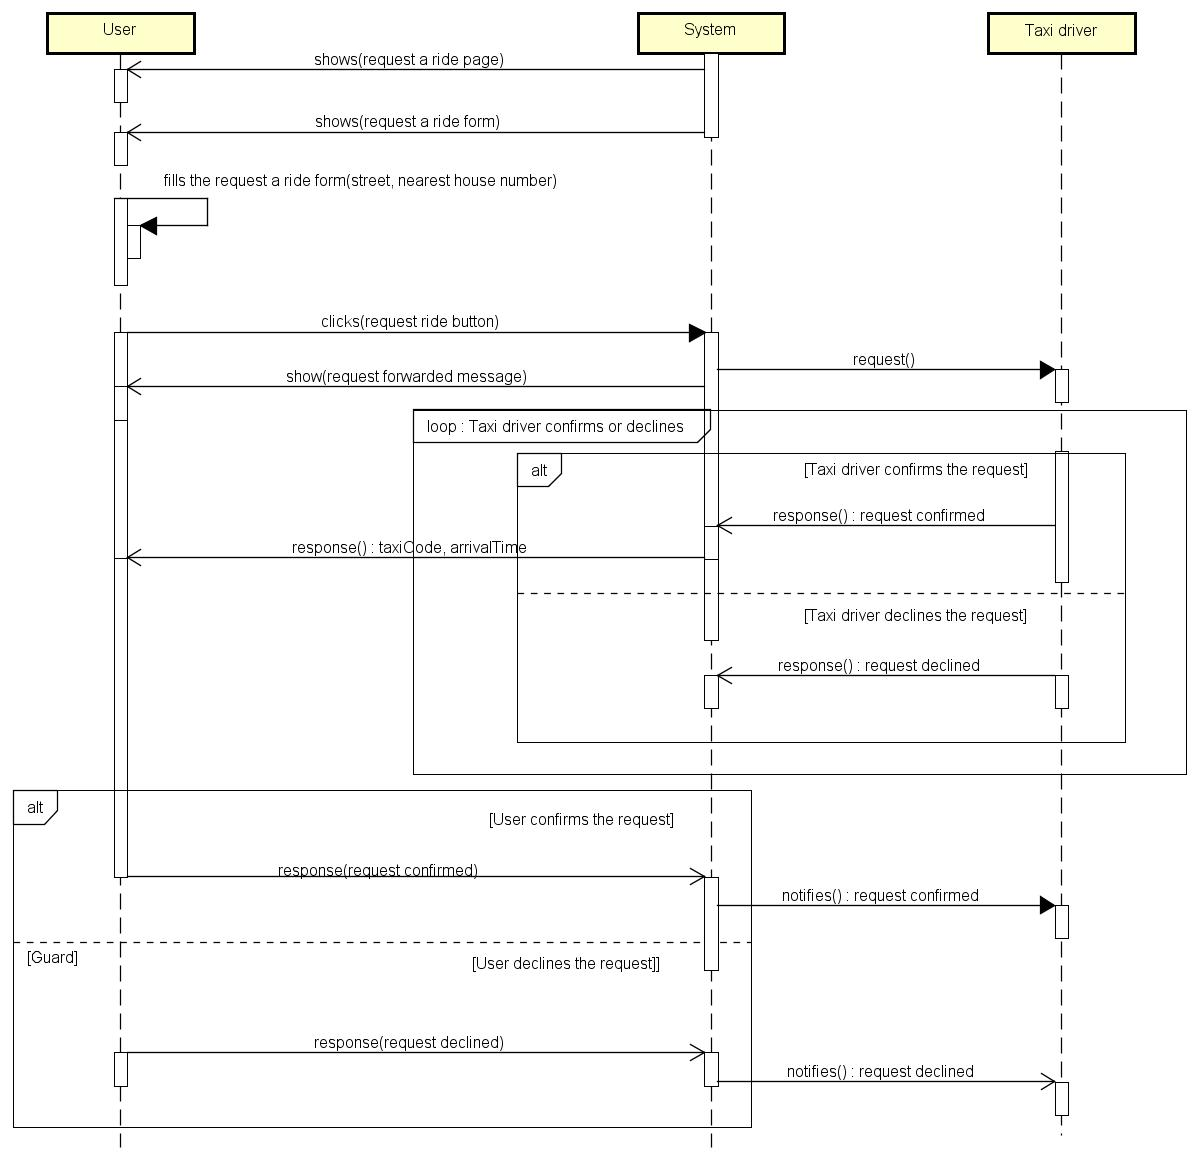 User
System
Taxi driver
shows(request a ride page)
shows(request a ride form)
fills the request a ride form(street, nearest house number)
clicks(request ride button)
request()
show(request forwarded message)
loop : Taxi driver confirms or declines
alt
[Taxi driver confirms the request]
response() : request confirmed
response() : taxiCode, arrivalTime
[Taxi driver declines the request]
response() : request declined
alt
[User confirms the request]
response(request confirmed)
notifies() : request confirmed
[Guard]
[User declines the request]]
response(request declined)
notifies() : request declined